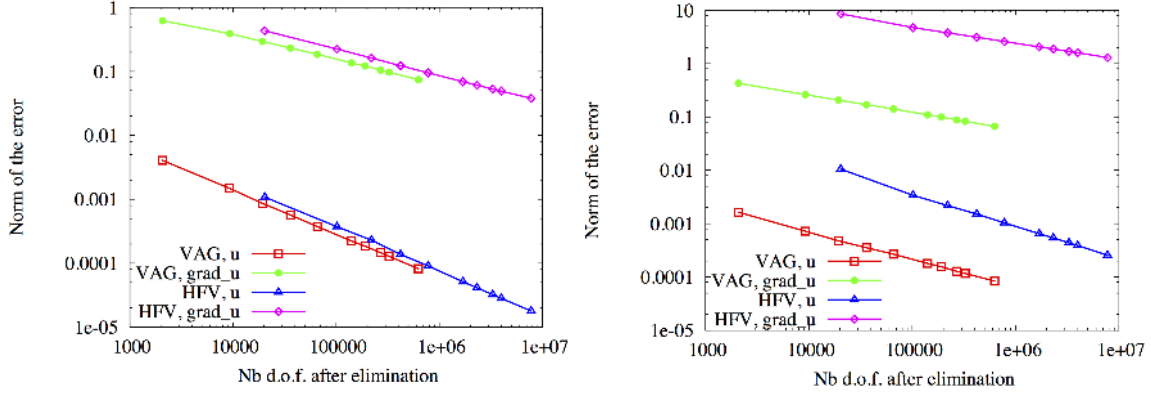 1
0.1
0.01
0.001
0.0001
1e-05
1000
10000
100000
1e+06
1e+07
Norm of the error
Nb d.o.f. after elimination
VAG, u
VAG, grad_u
HFV, u
HFV, grad_u
10
1
0.1
0.01
0.001
0.0001
1e-05
1000
10000
100000
1e+06
1e+07
Norm of the error
Nb d.o.f. after elimination
VAG, u
VAG, grad_u
HFV, u
HFV, grad_u